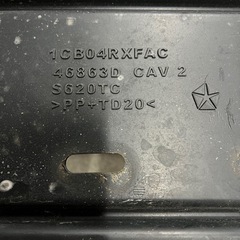 1CB04RXFAC
46863D CAV 2
S620TC
>PP+TD20<